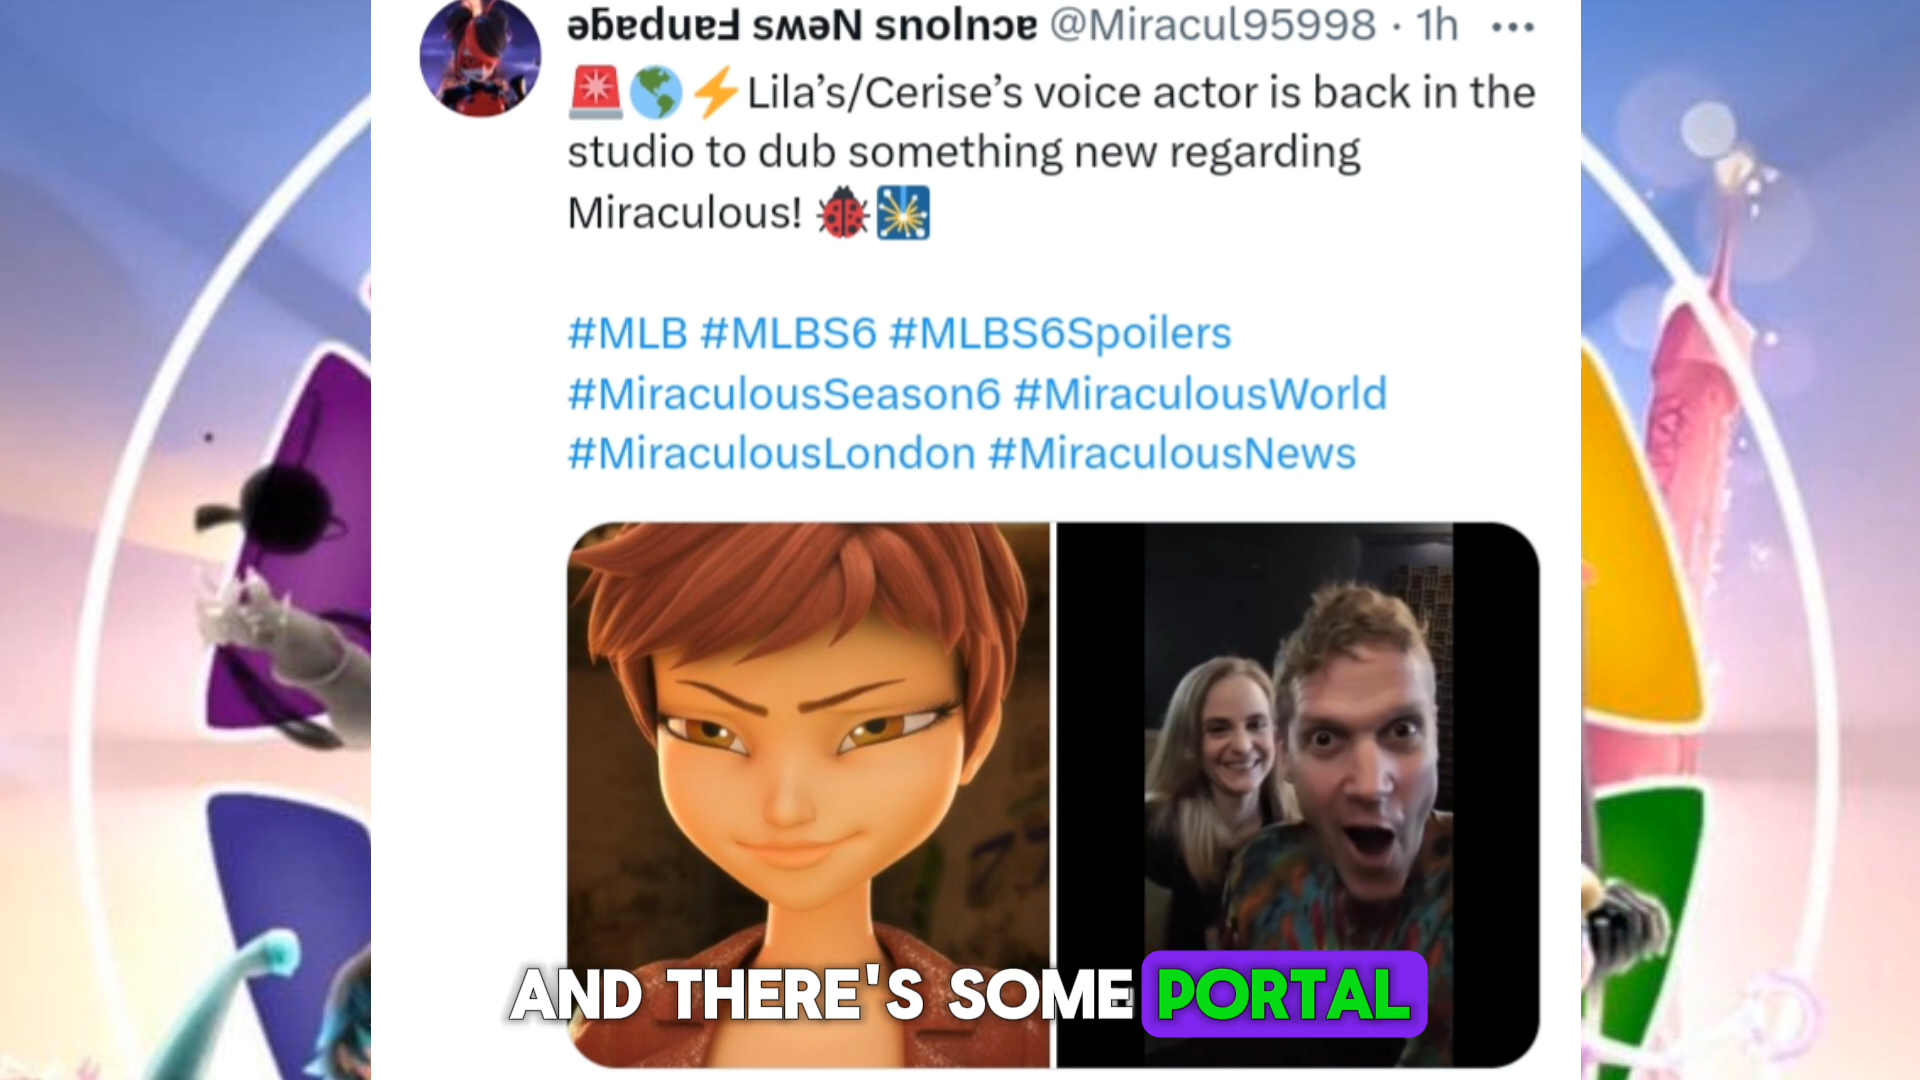 ǝƃɐduɐℲ sʍǝN snolnɔɐ @Miracul95998 · 1h ···
🚨🌎⚡Lila’s/Cerise’s voice actor is back in the
studio to dub something new regarding
Miraculous! 🐞🎇
#MLB #MLBS6 #MLBS6Spoilers
#MiraculousSeason6 #MiraculousWorld
#MiraculousLondon #MiraculousNews
AND THERE'S SOME PORTAL